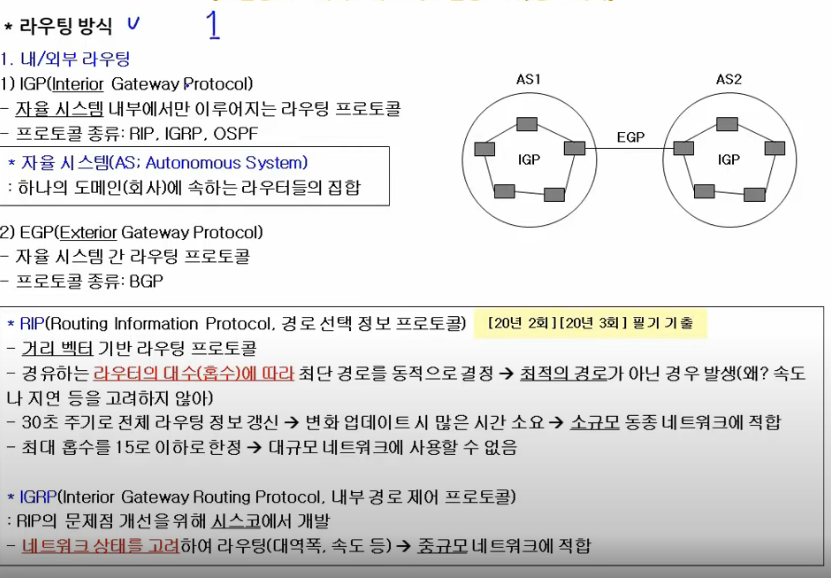 * 라우팅 방식 v 1
1. 내/외부 라우팅
1) IGP(Interior Gateway Protocol)
- 자율 시스템 내부에서만 이루어지는 라우팅 프로토콜
- 프로토콜 종류: RIP, IGRP, OSPF
* 자율 시스템(AS; Autonomous System)
: 하나의 도메인(회사)에 속하는 라우터들의 집합
2) EGP(Exterior Gateway Protocol)
- 자율 시스템 간 라우팅 프로토콜
- 프로토콜 종류: BGP
AS1
AS2
EGP
IGP
IGP
* RIP(Routing Information Protocol, 경로 선택 정보 프로토콜) [20년 2회][20년 3회] 필기 기출
- 거리 벡터 기반 라우팅 프로토콜
- 경유하는 라우터의 대수(홉수)에 따라 최단 경로를 동적으로 결정 → 최적의 경로가 아닌 경우 발생(왜? 속도
나 지연 등을 고려하지 않아)
- 30초 주기로 전체 라우팅 정보 갱신 → 변화 업데이트 시 많은 시간 소요 → 소규모 동종 네트워크에 적합
- 최대 홉수를 15로 이하로 한정 → 대규모 네트워크에 사용할 수 없음
* IGRP(Interior Gateway Routing Protocol, 내부 경로 제어 프로토콜)
: RIP의 문제점 개선을 위해 시스코에서 개발
- 네트워크 상태를 고려하여 라우팅(대역폭, 속도 등) → 중규모 네트워크에 적합